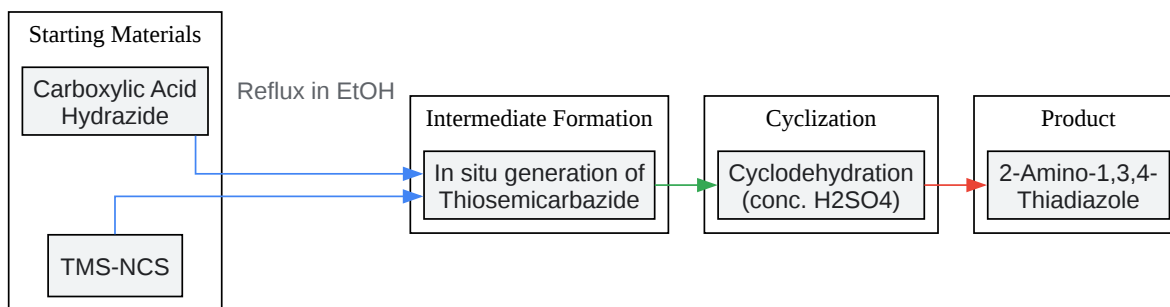 Starting Materials
Carboxylic Acid
Hydrazide
TMS-NCS
Reflux in EtOH
Intermediate Formation
In situ generation of
Thiosemicarbazide
Cyclization
Cyclodehydration
(conc. H2SO4)
Product
2-Amino-1,3,4-
Thiadiazole